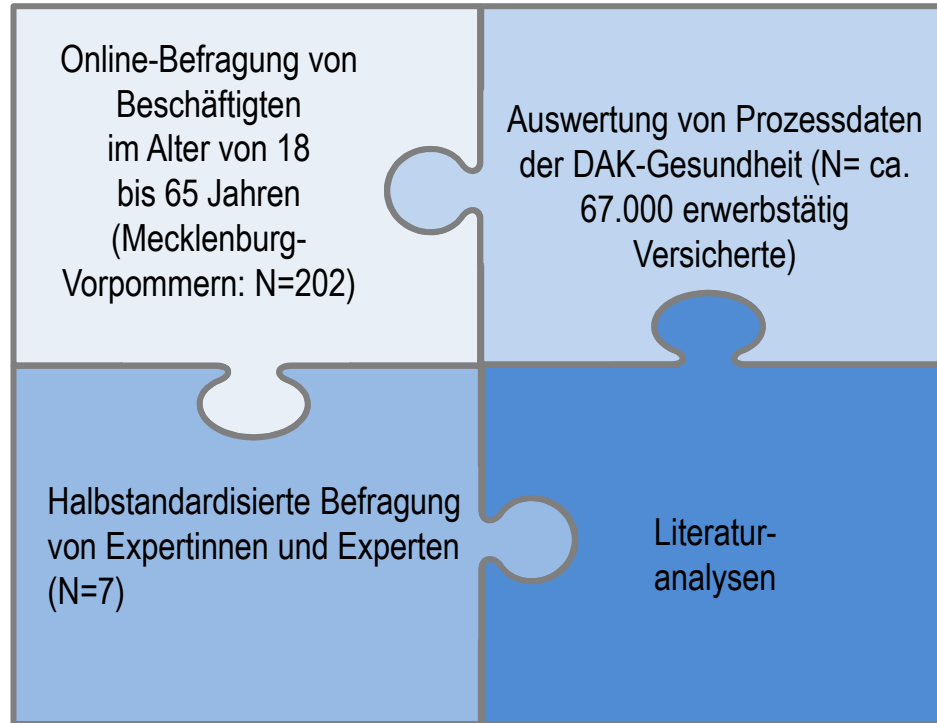 Online-Befragung von
Beschäftigten
im Alter von 18
bis 65 Jahren
(Mecklenburg-
Vorpommern: N=202)
Auswertung von Prozessdaten
der DAK-Gesundheit (N= ca.
67.000 erwerbstätig
Versicherte)
Halbstandardisierte Befragung
von Expertinnen und Experten
(N=7)
Literatur-
analysen